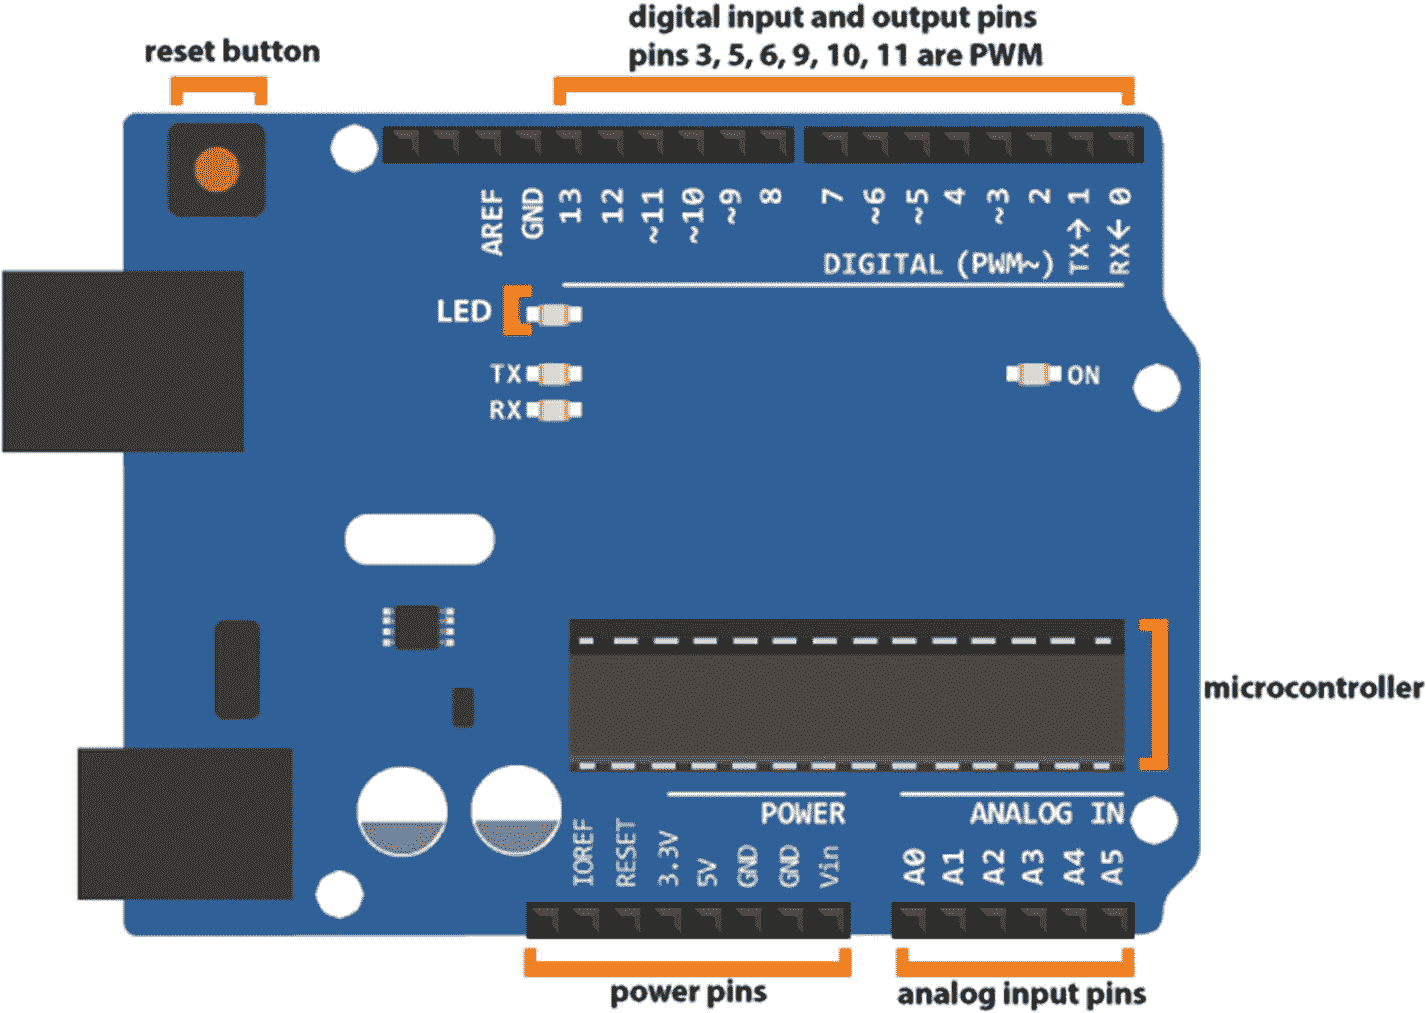 digital input and output pins
pins 3, 5, 6, 9, 10, 11 are PWM
reset button
AREF
GND
13
12
~11
~10
~9
8
7
~6
~5
4
~3
2
TX→ 1
RX← 0
DIGITAL (PWM~)
LED
TX
RX
ON
microcontroller
POWER
ANALOG IN
IOREF
RESET
3.3V
5V
GND
GND
Vin
A0
A1
A2
A3
A4
A5
power pins
analog input pins